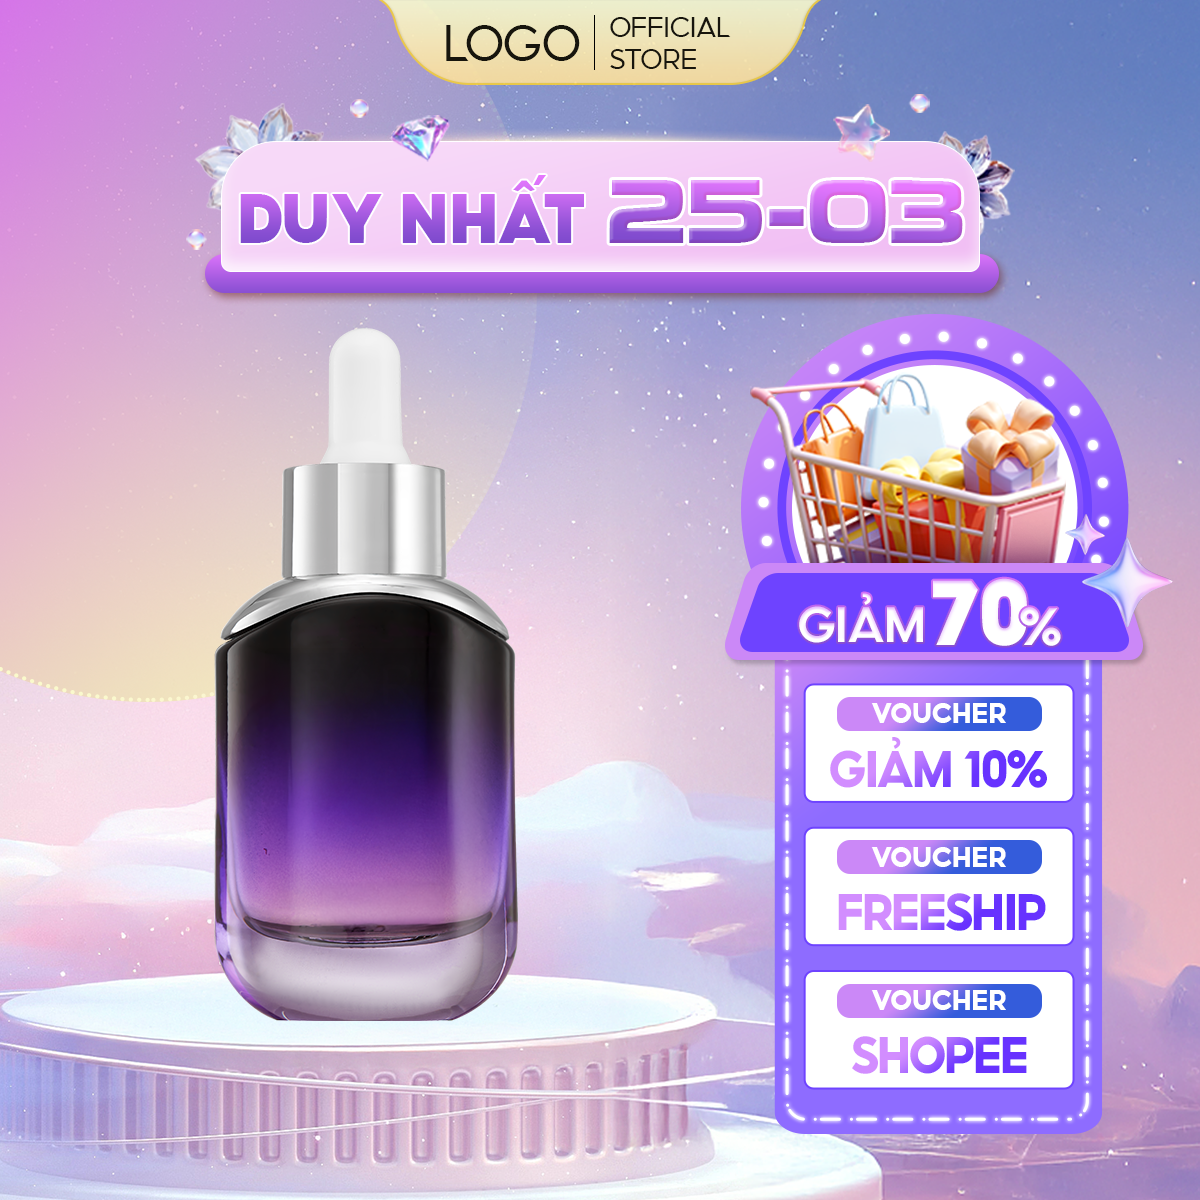 LOGO
OFFICIAL
STORE
DUY NHẤT 25-03
GIẢM 70%
VOUCHER
GIẢM 10%
VOUCHER
FREESHIP
VOUCHER
SHOPEE